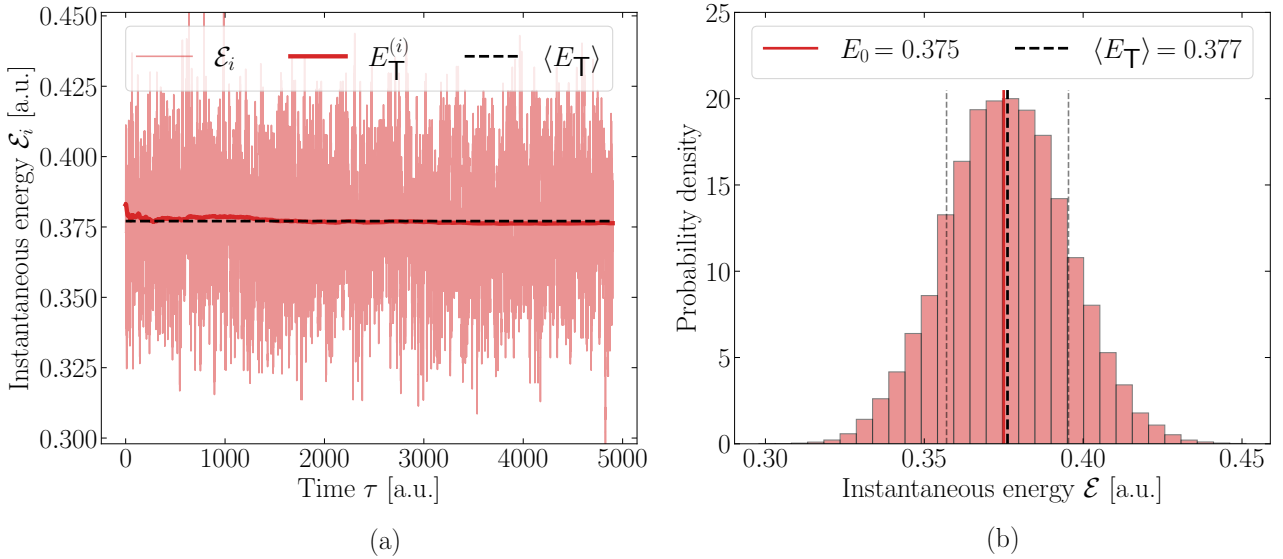 0.450
0.425
0.400
0.375
0.350
0.325
0.300
Instantaneous energy ℰᵢ [a.u.]
ℰᵢ
E_T^{(i)}
⟨E_T⟩
0
1000
2000
3000
4000
5000
Time τ [a.u.]
(a)
25
20
15
10
5
0
Probability density
E₀ = 0.375
⟨E_T⟩ = 0.377
0.30
0.35
0.40
0.45
Instantaneous energy ℰ [a.u.]
(b)